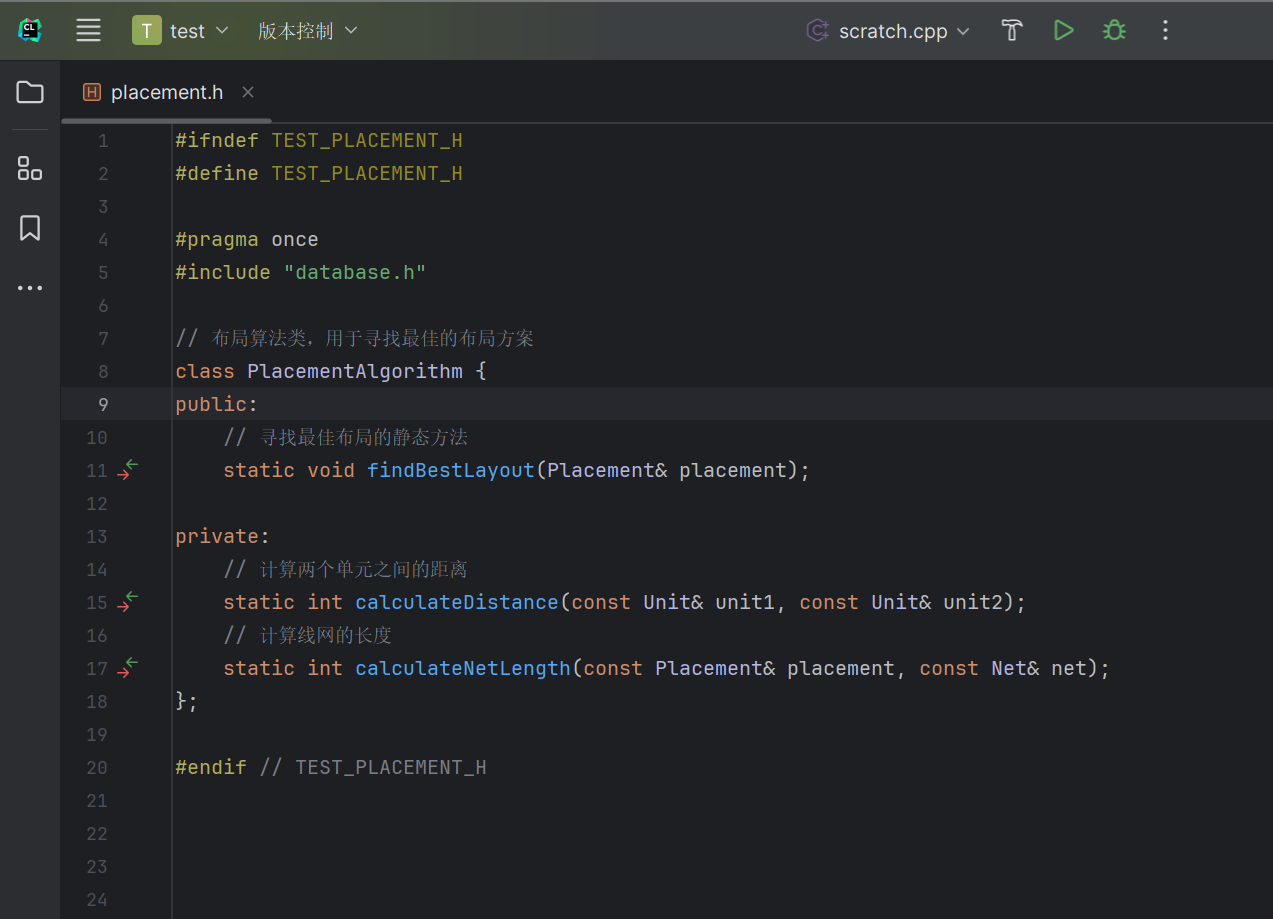 CL T test 版本控制 scratch.cpp
H placement.h
1 #ifndef TEST_PLACEMENT_H
2 #define TEST_PLACEMENT_H
3
4 #pragma once
5 #include "database.h"
6
7 // 布局算法类，用于寻找最佳的布局方案
8 class PlacementAlgorithm {
9 public:
10 // 寻找最佳布局的静态方法
11 static void findBestLayout(Placement& placement);
12
13 private:
14 // 计算两个单元之间的距离
15 static int calculateDistance(const Unit& unit1, const Unit& unit2);
16 // 计算线网的长度
17 static int calculateNetLength(const Placement& placement, const Net& net);
18 };
19
20 #endif // TEST_PLACEMENT_H
21
22
23
24